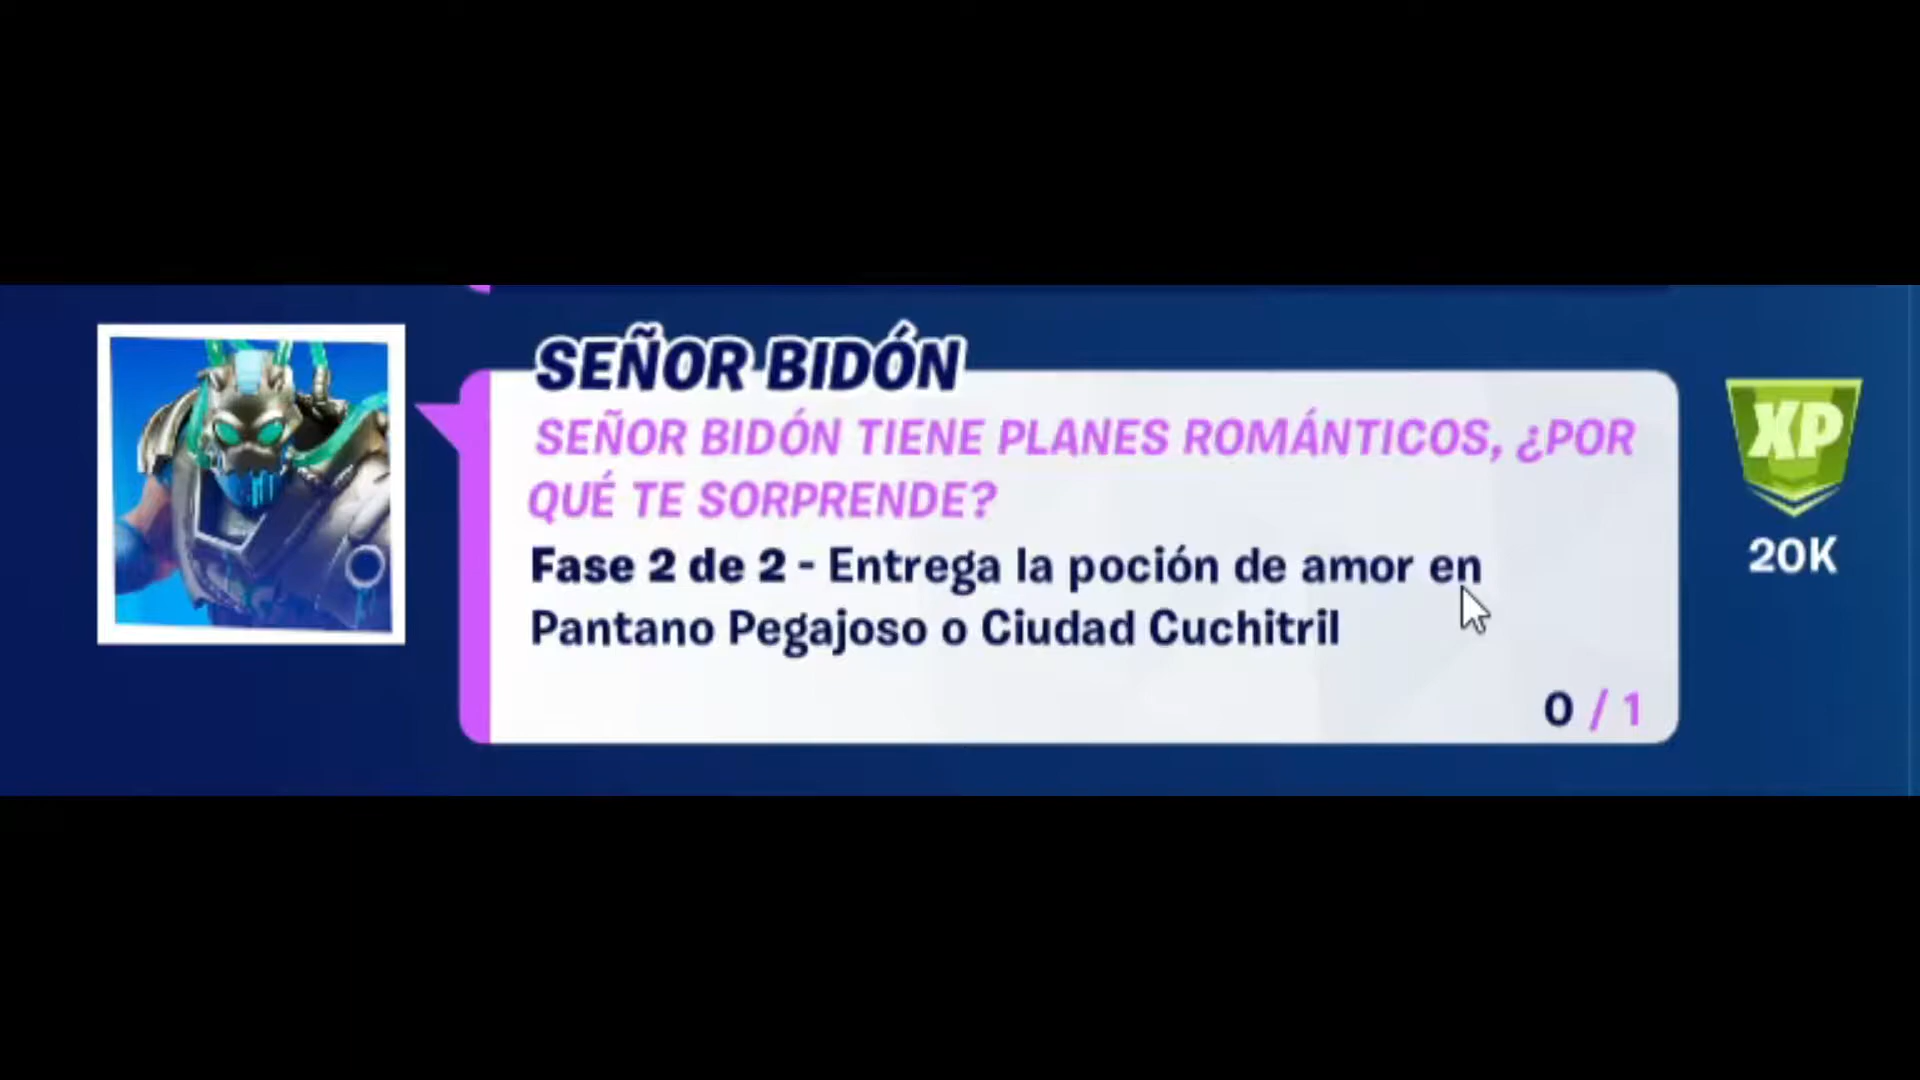 SEÑOR BIDÓN
SEÑOR BIDÓN TIENE PLANES ROMÁNTICOS, ¿POR
QUÉ TE SORPRENDE?
Fase 2 de 2 - Entrega la poción de amor en
Pantano Pegajoso o Ciudad Cuchitril
0 / 1
XP
20K